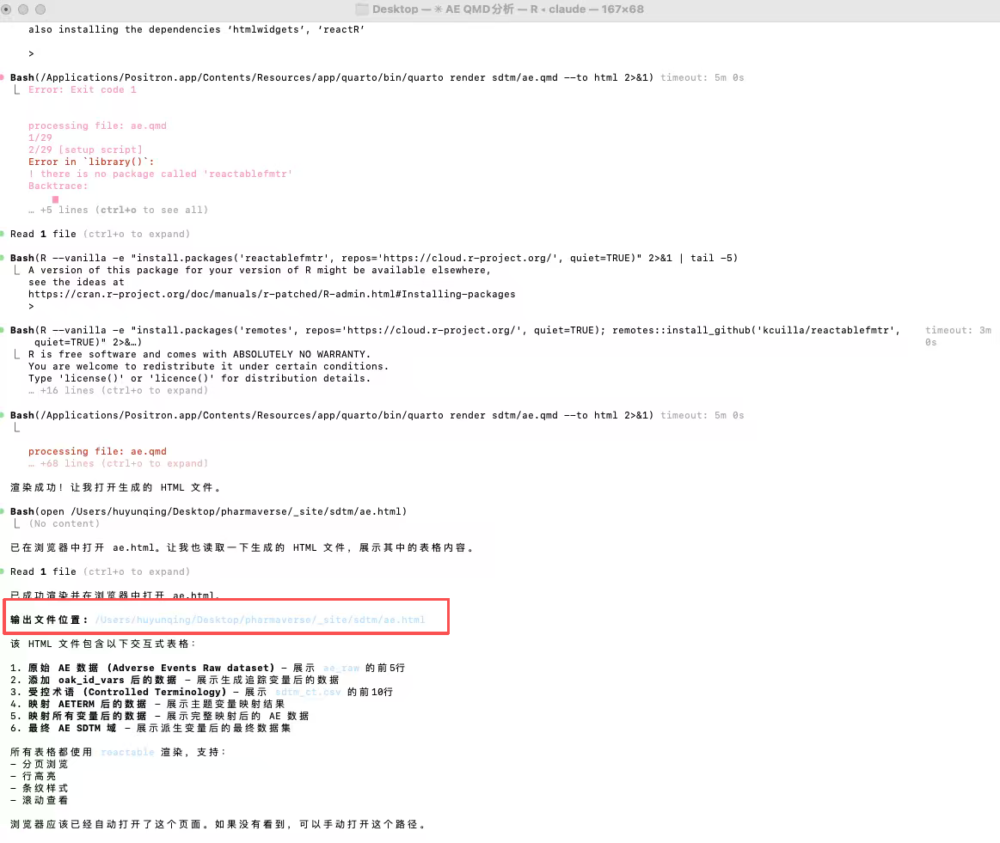 Desktop — ✳ AE QMD分析 — R ◂ claude — 167×68
also installing the dependencies ‘htmlwidgets’, ‘reactR’
>
Bash(/Applications/Positron.app/Contents/Resources/app/quarto/bin/quarto render sdtm/ae.qmd --to html 2>&1) timeout: 5m 0s
Error: Exit code 1
processing file: ae.qmd
1/29
2/29 [setup script]
Error in `library()`:
! there is no package called 'reactablefmtr'
Backtrace:
… +5 lines (ctrl+o to see all)
Read 1 file (ctrl+o to expand)
Bash(R --vanilla -e "install.packages('reactablefmtr', repos='https://cloud.r-project.org/', quiet=TRUE)" 2>&1 | tail -5)
A version of this package for your version of R might be available elsewhere,
see the ideas at
https://cran.r-project.org/doc/manuals/r-patched/R-admin.html#Installing-packages
>
Bash(R --vanilla -e "install.packages('remotes', repos='https://cloud.r-project.org/', quiet=TRUE); remotes::install_github('kcuilla/reactablefmtr', timeout: 3m
quiet=TRUE)" 2>&…) 0s
R is free software and comes with ABSOLUTELY NO WARRANTY.
You are welcome to redistribute it under certain conditions.
Type 'license()' or 'licence()' for distribution details.
… +16 lines (ctrl+o to expand)
Bash(/Applications/Positron.app/Contents/Resources/app/quarto/bin/quarto render sdtm/ae.qmd --to html 2>&1) timeout: 5m 0s
processing file: ae.qmd
… +68 lines (ctrl+o to expand)
渲染成功！让我打开生成的 HTML 文件。
Bash(open /Users/huyunqing/Desktop/pharmaverse/_site/sdtm/ae.html)
(No content)
已在浏览器中打开 ae.html。让我也读取一下生成的 HTML 文件，展示其中的表格内容。
Read 1 file (ctrl+o to expand)
已成功渲染并在浏览器中打开 ae.html。
输出文件位置：/Users/huyunqing/Desktop/pharmaverse/_site/sdtm/ae.html
该 HTML 文件包含以下交互式表格：
1. 原始 AE 数据 (Adverse Events Raw dataset) - 展示 ae_raw 的前5行
2. 添加 oak_id_vars 后的数据 - 展示生成追踪变量后的数据
3. 受控术语 (Controlled Terminology) - 展示 sdtm_ct.csv 的前10行
4. 映射 AETERM 后的数据 - 展示主题变量映射结果
5. 映射所有变量后的数据 - 展示完整映射后的 AE 数据
6. 最终 AE SDTM 域 - 展示派生变量后的最终数据集
所有表格都使用 reactable 渲染，支持：
- 分页浏览
- 行高亮
- 条纹样式
- 滚动查看
浏览器应该已经自动打开了这个页面。如果没有看到，可以手动打开这个路径。